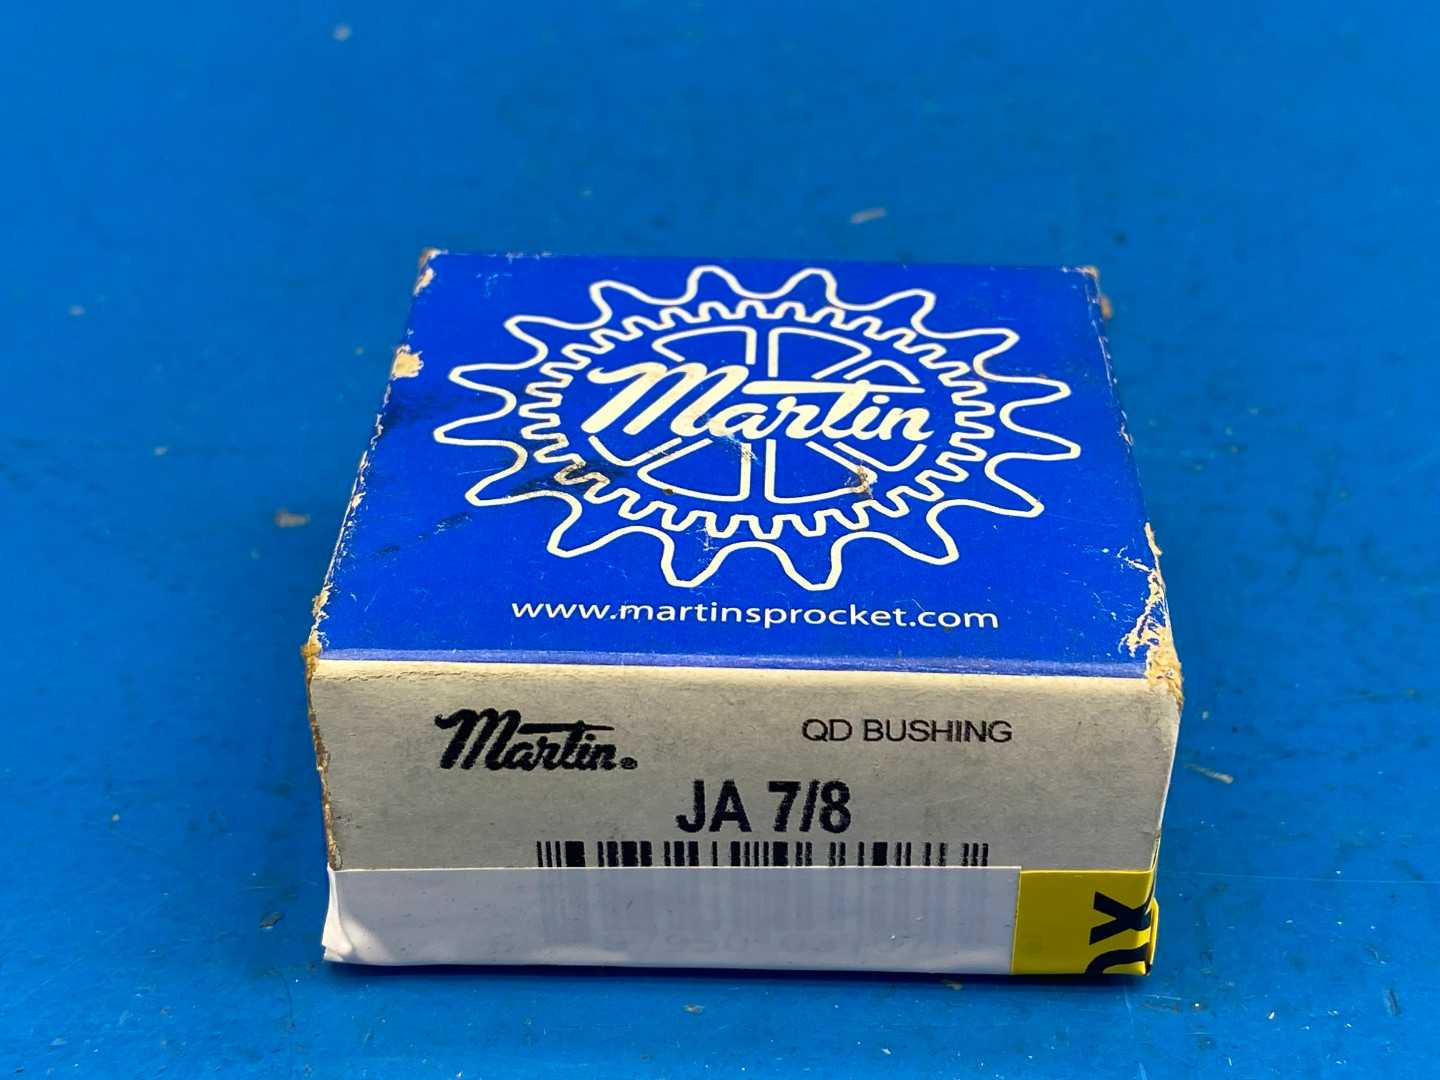 Martin
www.martinsprocket.com
Martin®
QD BUSHING
JA 7/8